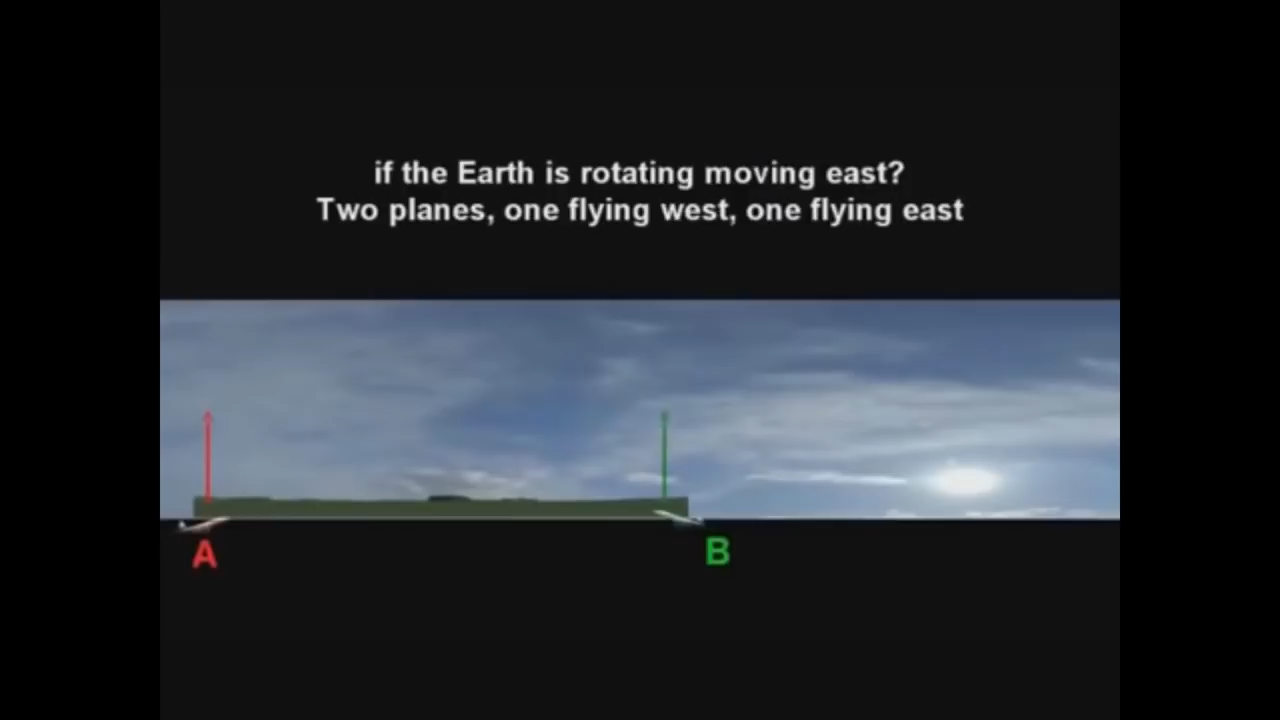 if the Earth is rotating moving east?
Two planes, one flying west, one flying east
A
B